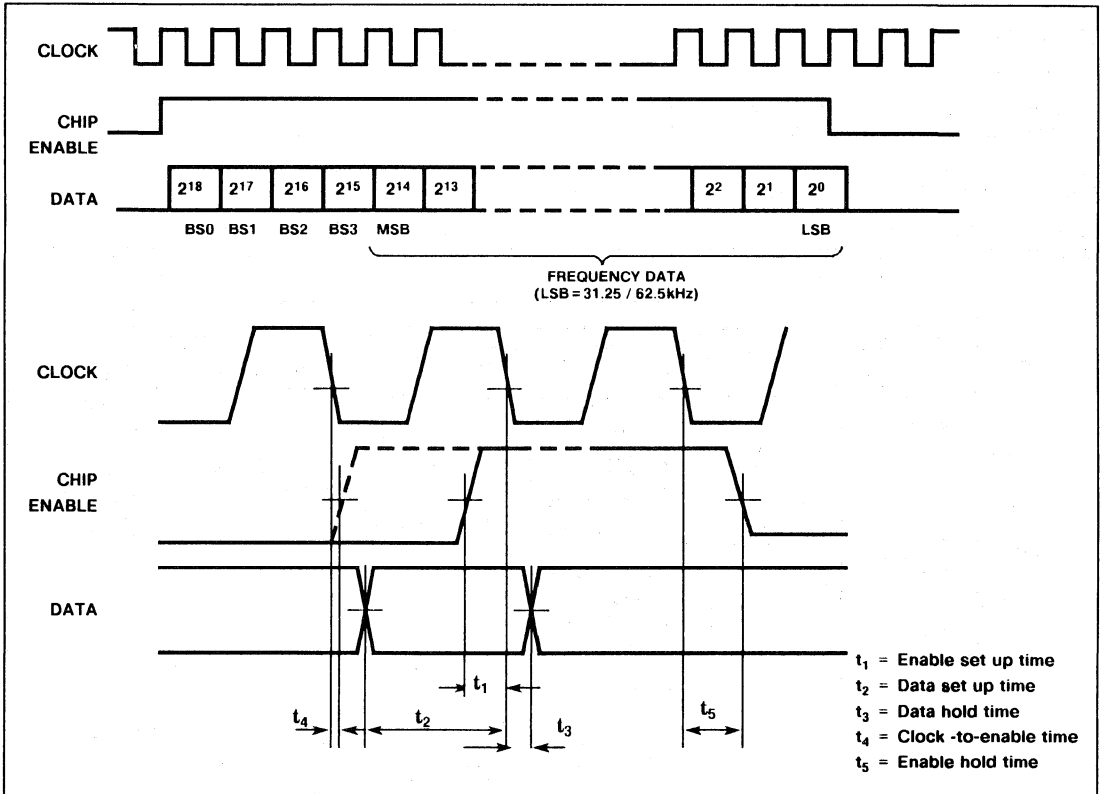 CLOCK
CHIP
ENABLE
DATA
2¹⁸ 2¹⁷ 2¹⁶ 2¹⁵ 2¹⁴ 2¹³ 2² 2¹ 2⁰
BS0 BS1 BS2 BS3 MSB LSB
FREQUENCY DATA
(LSB = 31.25 / 62.5kHz)
CLOCK
CHIP
ENABLE
DATA
t₁
t₄ t₂ t₃ t₅
t₁ = Enable set up time
t₂ = Data set up time
t₃ = Data hold time
t₄ = Clock -to-enable time
t₅ = Enable hold time